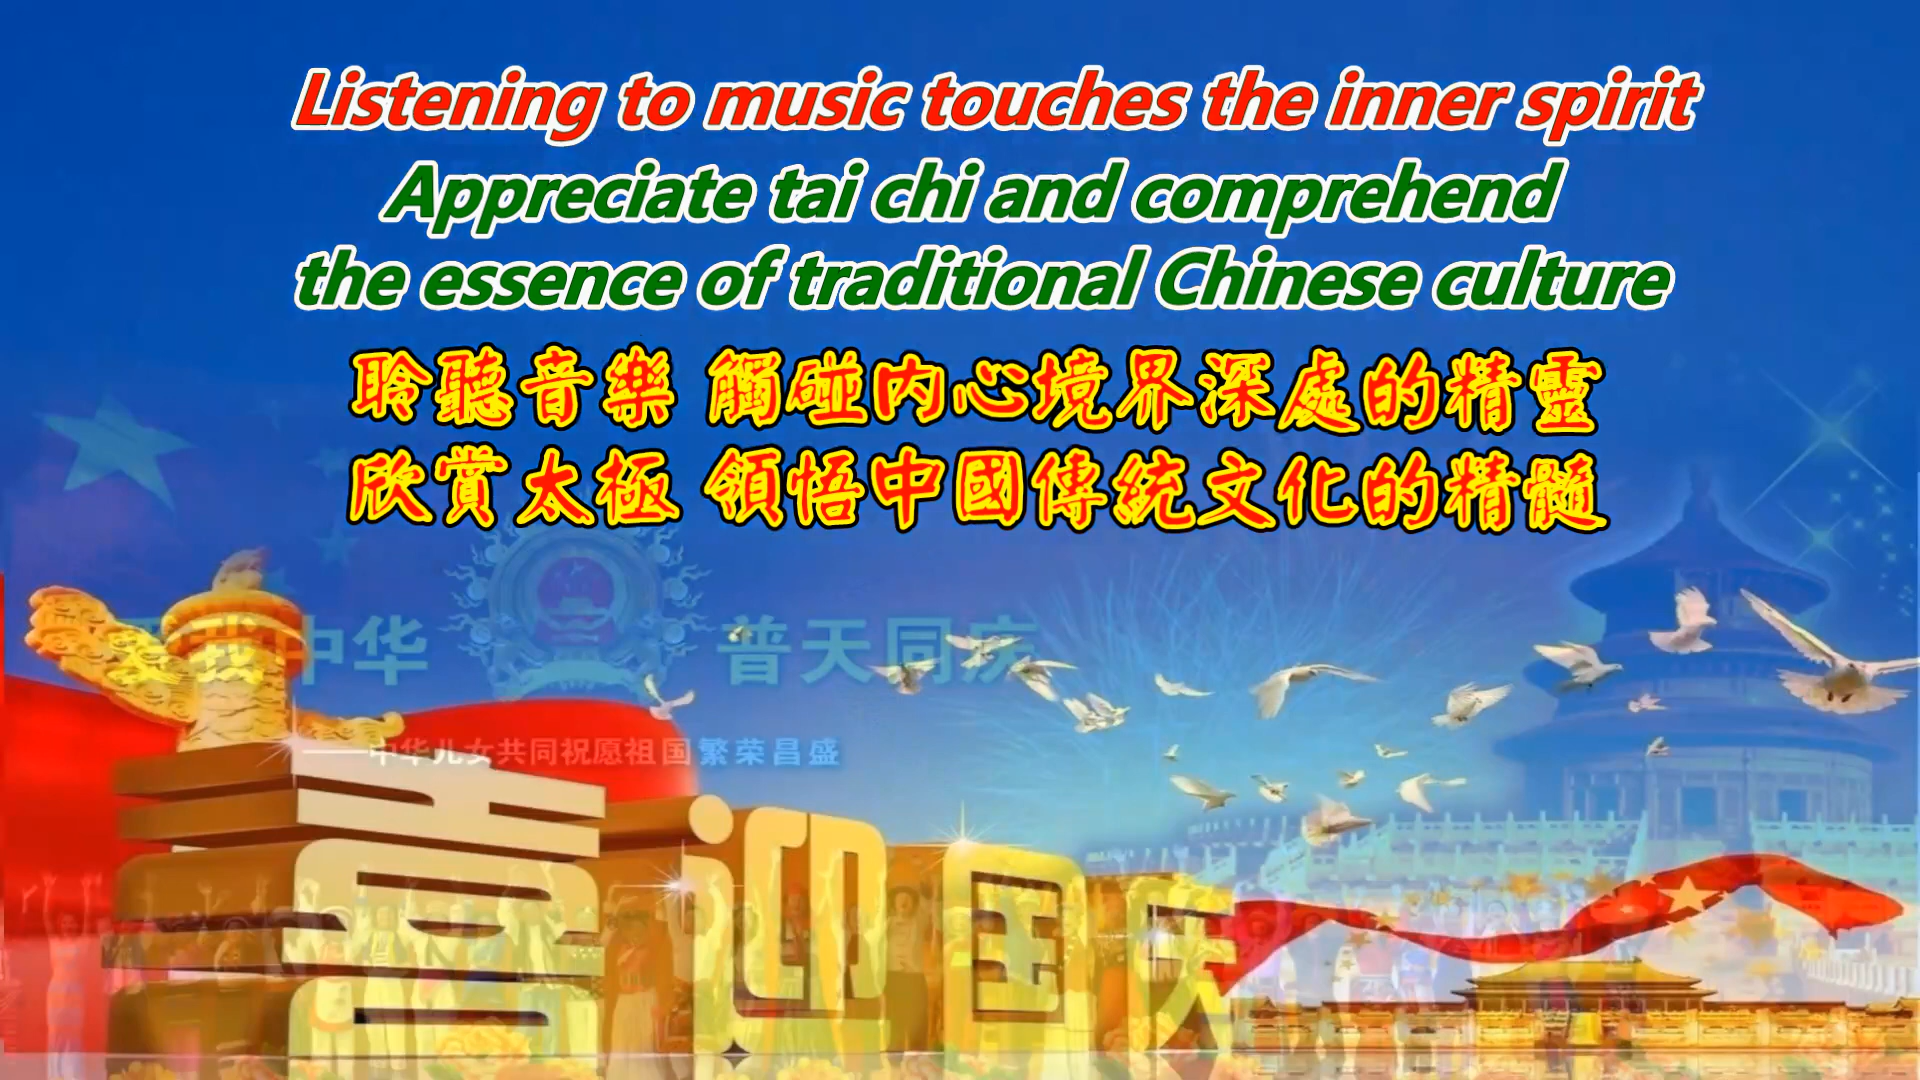 Listening to music touches the inner spirit
Appreciate tai chi and comprehend
the essence of traditional Chinese culture
聆聽音樂 觸碰内心境界深處的精靈
欣賞太極 領悟中國傳統文化的精髓
爱我中华 普天同庆
——中华儿女共同祝愿祖国繁荣昌盛
喜迎国庆